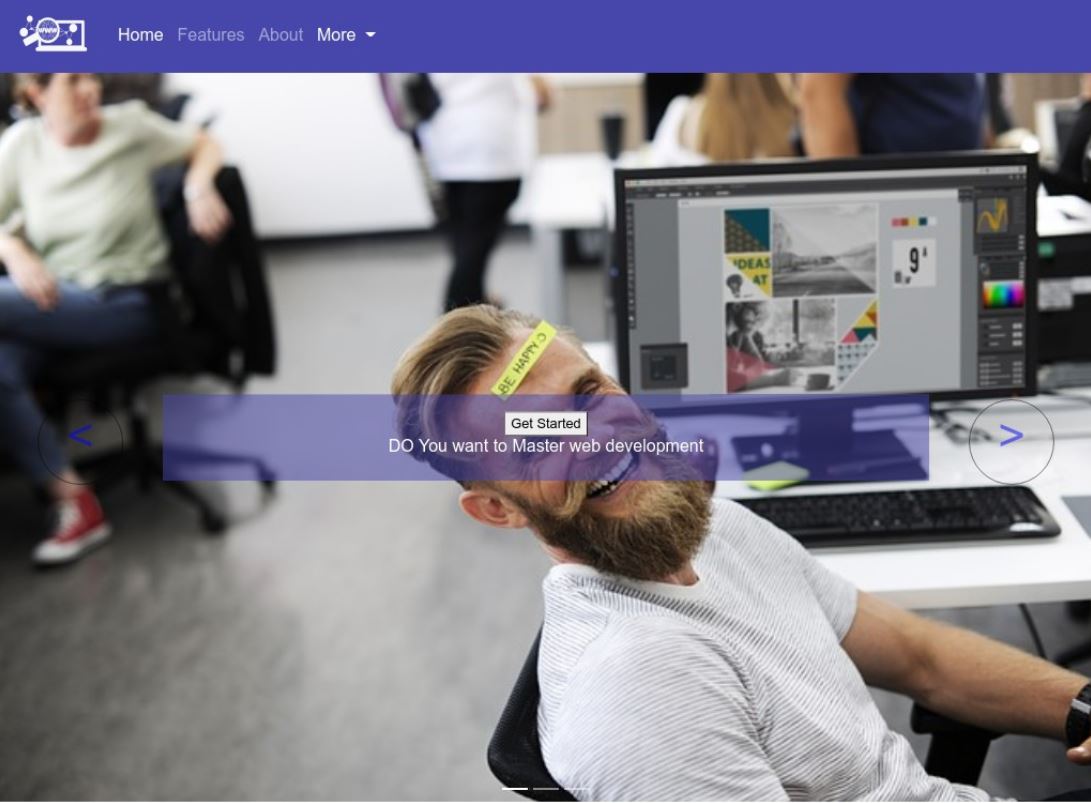 WWW
Home Features About More
BE HAPPY
IDEAS
AT
9
<
Get Started
>
DO You want to Master web development